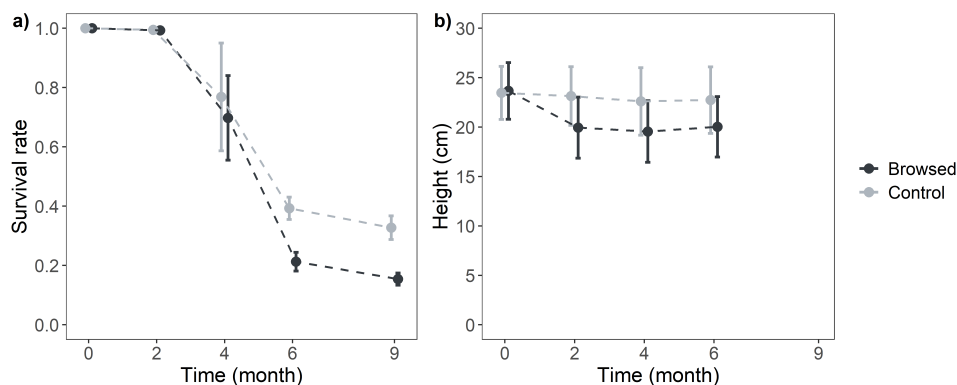 a)
Survival rate
1.0
0.8
0.6
0.4
0.2
0.0
0 2 4 6 9
Time (month)
b)
Height (cm)
30
25
20
15
10
5
0
0 2 4 6 9
Time (month)
Browsed
Control